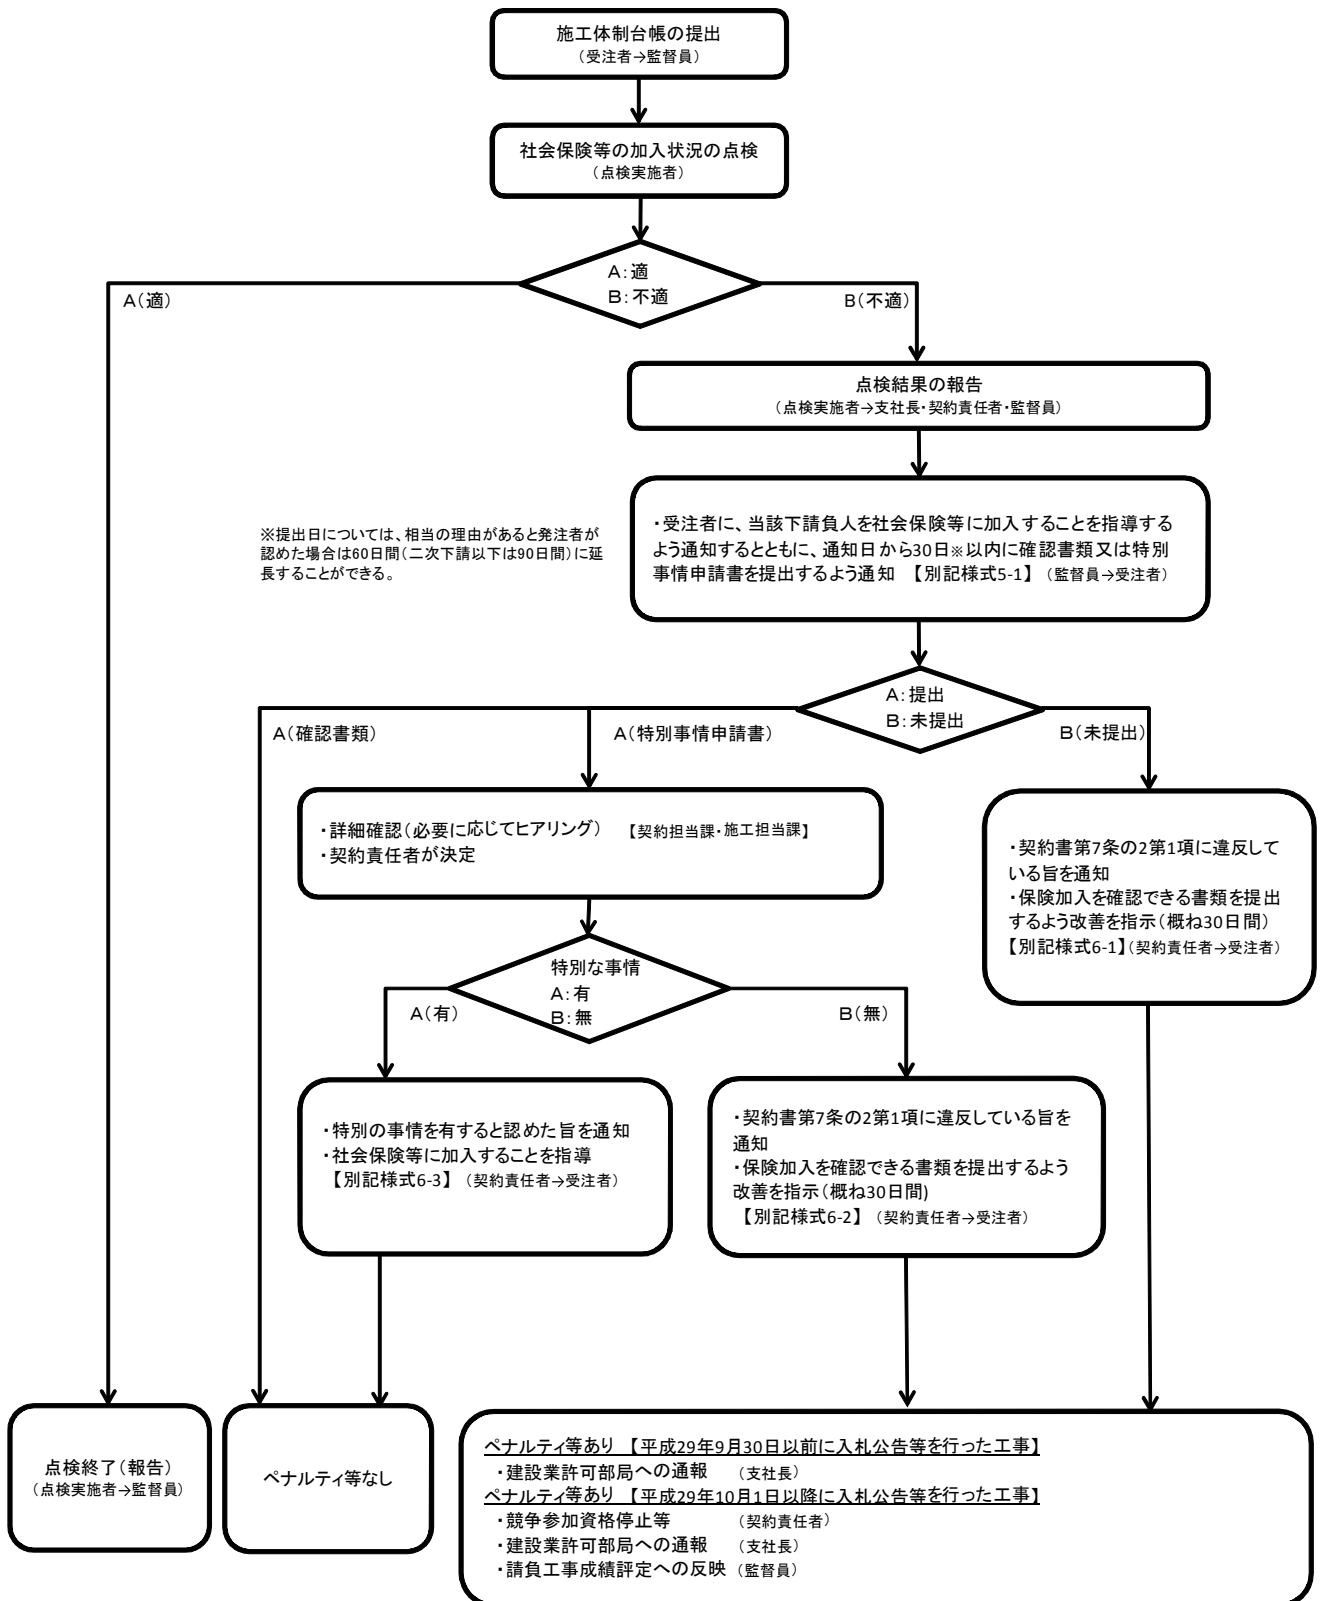 施工体制台帳の提出
(受注者→監督員)
社会保険等の加入状況の点検
(点検実施者)
A:適
B:不適
A(適)
B(不適)
点検結果の報告
(点検実施者→支社長・契約責任者・監督員)
※提出日については、相当の理由があると発注者が
認めた場合は60日間(二次下請以下は90日間)に延
長することができる。
・受注者に、当該下請負人を社会保険等に加入することを指導する
よう通知するとともに、通知日から30日※以内に確認書類又は特別
事情申請書を提出するよう通知 【別記様式5-1】 (監督員→受注者)
A:提出
B:未提出
A(確認書類)
A(特別事情申請書)
B(未提出)
・詳細確認(必要に応じてヒアリング) 【契約担当課・施工担当課】
・契約責任者が決定
・契約書第7条の2第1項に違反して
いる旨を通知
・保険加入を確認できる書類を提出
するよう改善を指示(概ね30日間)
【別記様式6-1】(契約責任者→受注者)
特別な事情
A:有
B:無
A(有)
B(無)
・特別の事情を有すると認めた旨を通知
・社会保険等に加入することを指導
【別記様式6-3】 (契約責任者→受注者)
・契約書第7条の2第1項に違反している旨を
通知
・保険加入を確認できる書類を提出するよう
改善を指示(概ね30日間)
【別記様式6-2】 (契約責任者→受注者)
点検終了(報告)
(点検実施者→監督員)
ペナルティ等なし
ペナルティ等あり 【平成29年9月30日以前に入札公告等を行った工事】
・建設業許可部局への通報 (支社長)
ペナルティ等あり 【平成29年10月1日以降に入札公告等を行った工事】
・競争参加資格停止等 (契約責任者)
・建設業許可部局への通報 (支社長)
・請負工事成績評定への反映 (監督員)